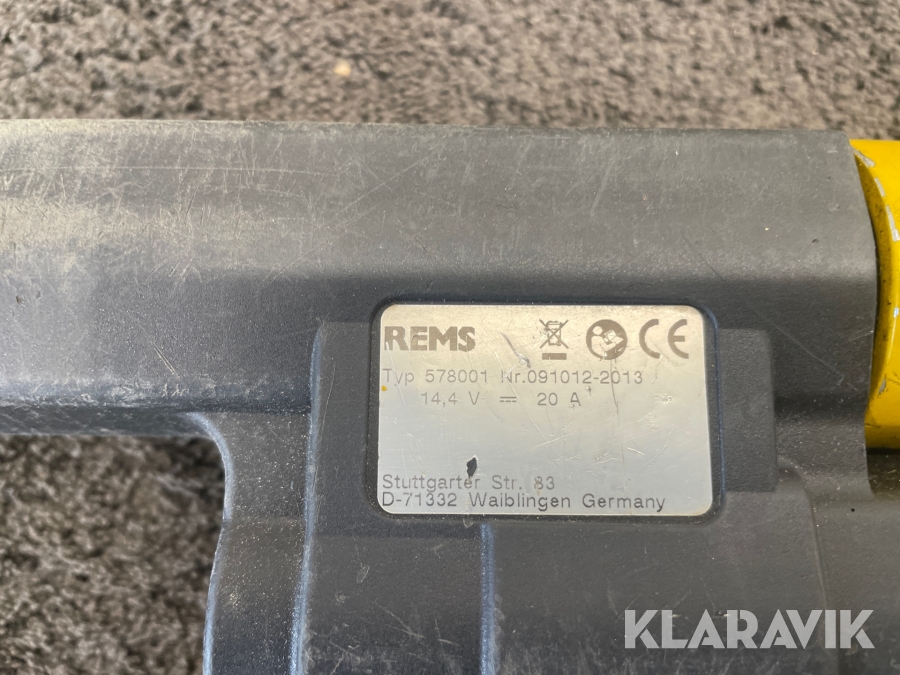 REMS CE
Typ 578001 Nr.091012-2013
14,4 V 20 A
Stuttgarter Str. 83
D-71332 Waiblingen Germany
KLARAVIK